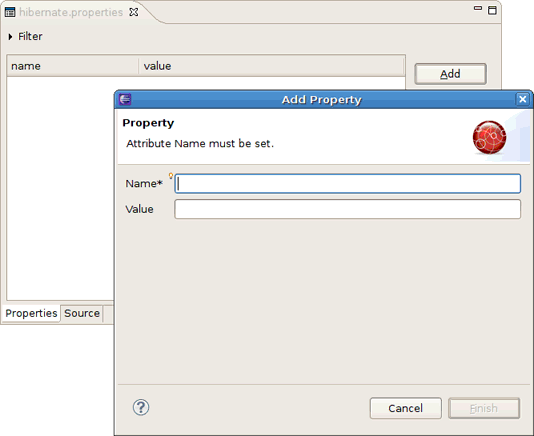 hibernate.properties
Filter
name value
Add
Add Property
Property
Attribute Name must be set.
Name*
Value
Properties Source
? Cancel Finish